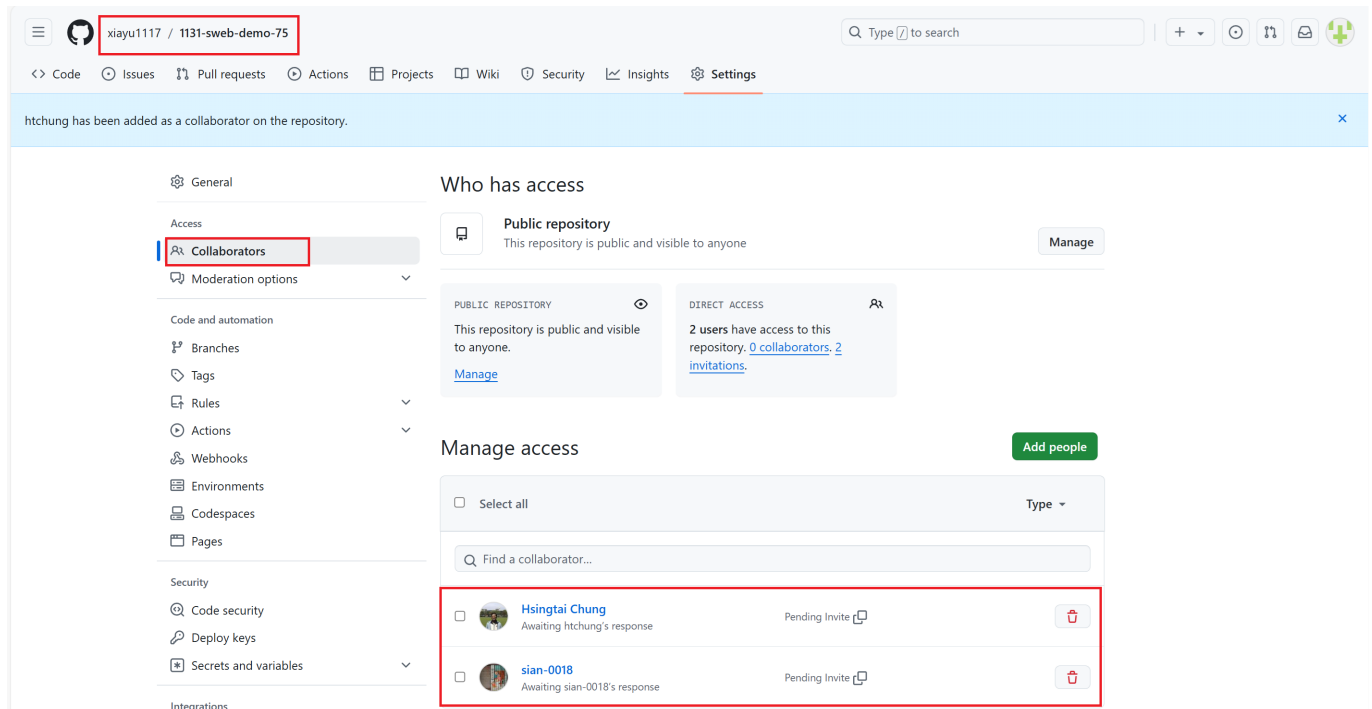 xiayu1117 / 1131-sweb-demo-75
Type / to search
Code
Issues
Pull requests
Actions
Projects
Wiki
Security
Insights
Settings
htchung has been added as a collaborator on the repository.
General
Access
Collaborators
Moderation options
Code and automation
Branches
Tags
Rules
Actions
Webhooks
Environments
Codespaces
Pages
Security
Code security
Deploy keys
Secrets and variables
Integrations
Who has access
Public repository
This repository is public and visible to anyone
Manage
PUBLIC REPOSITORY
This repository is public and visible
to anyone.
Manage
DIRECT ACCESS
2 users have access to this
repository. 0 collaborators. 2
invitations.
Manage access
Add people
Select all
Type
Find a collaborator...
Hsingtai Chung
Awaiting htchung's response
Pending Invite
sian-0018
Awaiting sian-0018's response
Pending Invite